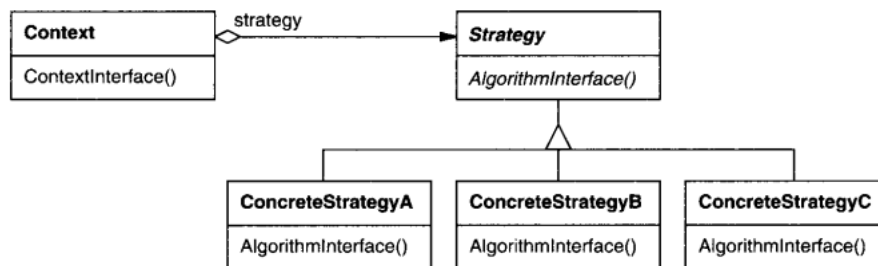 strategy
Context
ContextInterface()
Strategy
AlgorithmInterface()
ConcreteStrategyA
AlgorithmInterface()
ConcreteStrategyB
AlgorithmInterface()
ConcreteStrategyC
AlgorithmInterface()